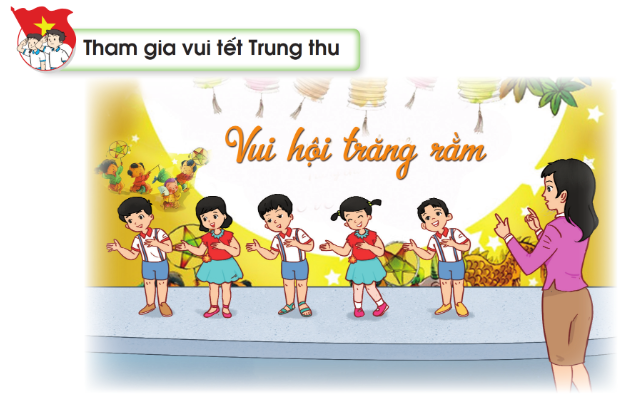 Tham gia vui tết Trung thu
Vui hội trăng rằm